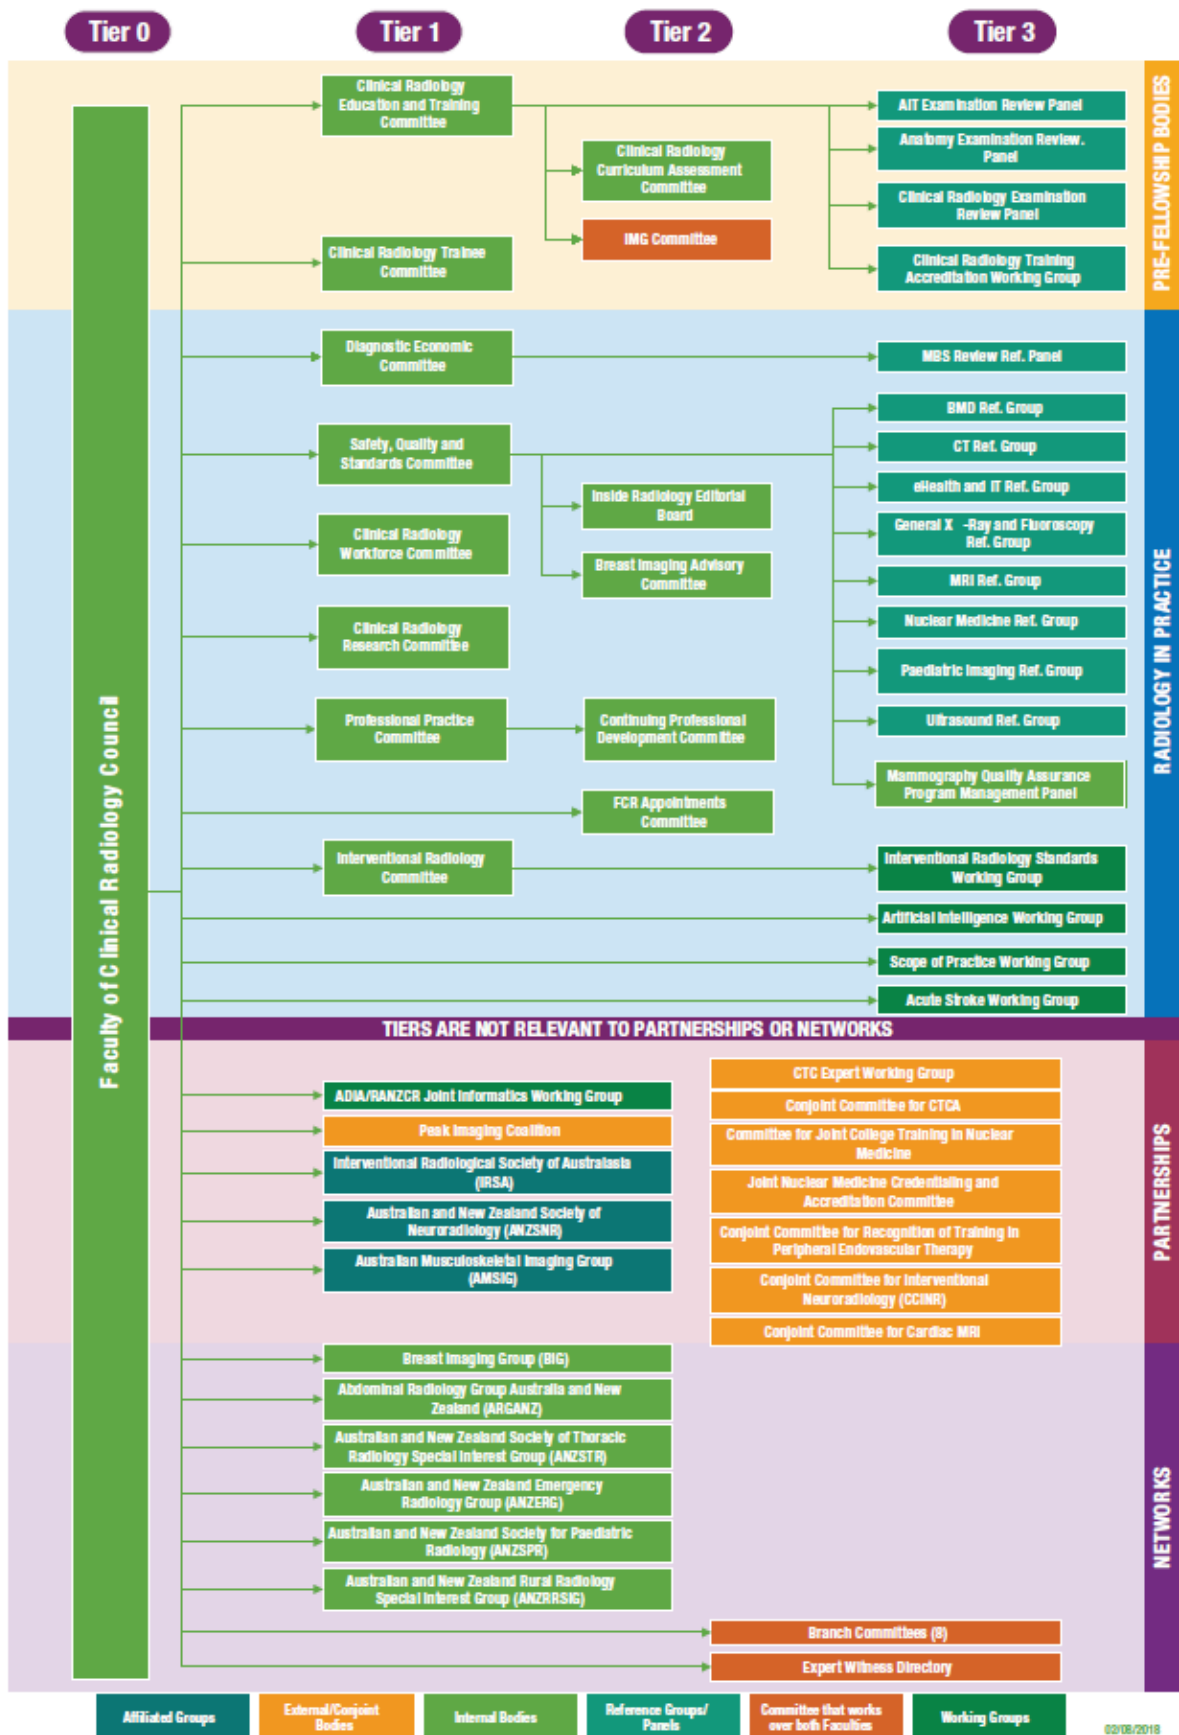 Tier 0
Tier 1
Tier 2
Tier 3
Faculty of Clinical Radiology Council
PRE-FELLOWSHIP BODIES
Clinical Radiology
Education and Training
Committee
Clinical Radiology
Curriculum Assessment
Committee
IMG Committee
Clinical Radiology Trainee
Committee
AIT Examination Review Panel
Anatomy Examination Review.
Panel
Clinical Radiology Examination
Review Panel
Clinical Radiology Training
Accreditation Working Group
RADIOLOGY IN PRACTICE
Diagnostic Economic
Committee
MBS Review Ref. Panel
Safety, Quality and
Standards Committee
Inside Radiology Editorial
Board
Breast Imaging Advisory
Committee
BMD Ref. Group
CT Ref. Group
eHealth and IT Ref. Group
General X -Ray and Fluoroscopy
Ref. Group
MRI Ref. Group
Nuclear Medicine Ref. Group
Paediatric Imaging Ref. Group
Ultrasound Ref. Group
Mammography Quality Assurance
Program Management Panel
Clinical Radiology
Workforce Committee
Clinical Radiology
Research Committee
Professional Practice
Committee
Continuing Professional
Development Committee
FCR Appointments
Committee
Interventional Radiology
Committee
Interventional Radiology Standards
Working Group
Artificial Intelligence Working Group
Scope of Practice Working Group
Acute Stroke Working Group
TIERS ARE NOT RELEVANT TO PARTNERSHIPS OR NETWORKS
PARTNERSHIPS
ADIA/RANZCR Joint Informatics Working Group
Peak Imaging Coalition
Interventional Radiological Society of Australasia
(IRSA)
Australian and New Zealand Society of
Neuroradiology (ANZSNR)
Australian Musculoskeletal Imaging Group
(AMSIG)
CTC Expert Working Group
Conjoint Committee for CTCA
Committee for Joint College Training in Nuclear
Medicine
Joint Nuclear Medicine Credentialing and
Accreditation Committee
Conjoint Committee for Recognition of Training in
Peripheral Endovascular Therapy
Conjoint Committee for Interventional
Neuroradiology (CCINR)
Conjoint Committee for Cardiac MRI
NETWORKS
Breast Imaging Group (BIG)
Abdominal Radiology Group Australia and New
Zealand (ARGANZ)
Australian and New Zealand Society of Thoracic
Radiology Special Interest Group (ANZSTR)
Australian and New Zealand Emergency
Radiology Group (ANZERG)
Australian and New Zealand Society for Paediatric
Radiology (ANZSPR)
Australian and New Zealand Rural Radiology
Special Interest Group (ANZRRSIG)
Branch Committees (8)
Expert Witness Directory
Affiliated Groups
External/Conjoint
Bodies
Internal Bodies
Reference Groups/
Panels
Committee that works
over both Faculties
Working Groups
02/08/2018